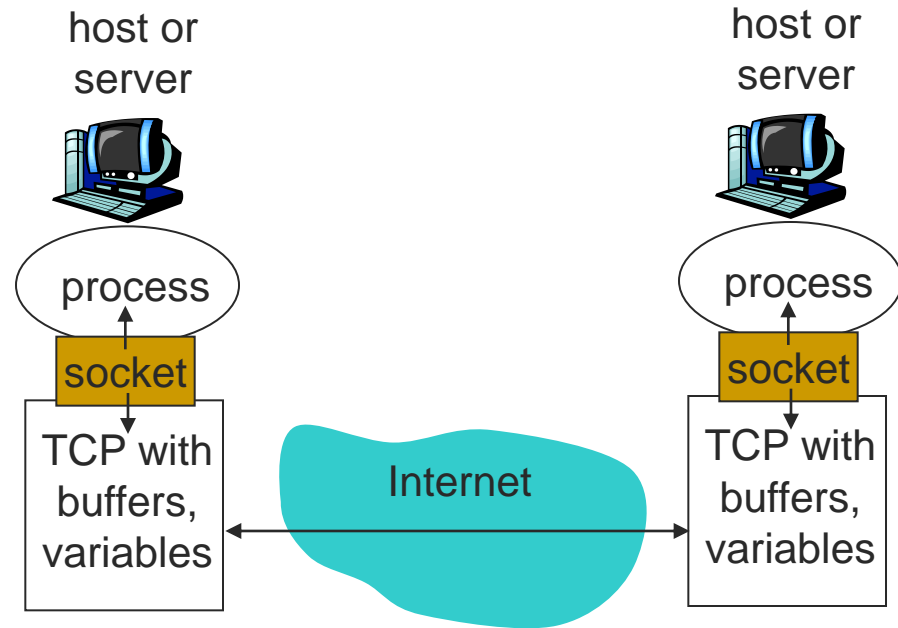 host or
server
process
socket
TCP with
buffers,
variables
Internet
host or
server
process
socket
TCP with
buffers,
variables